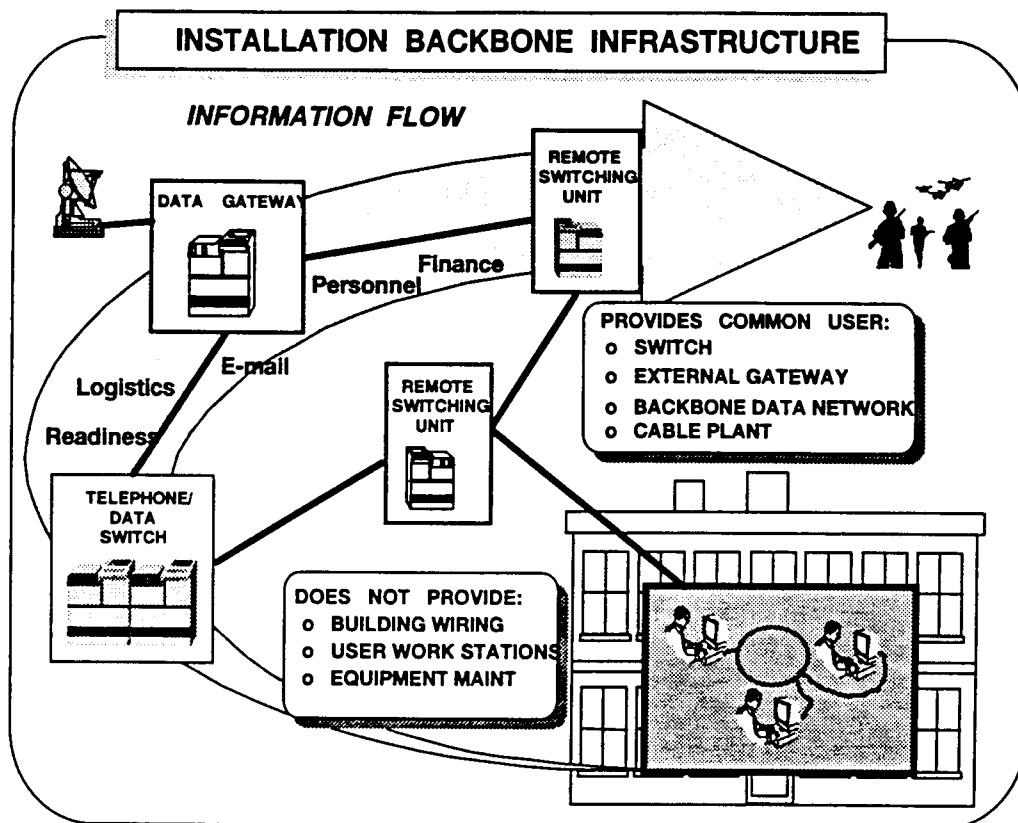 INSTALLATION BACKBONE INFRASTRUCTURE
INFORMATION FLOW
REMOTE
SWITCHING
UNIT
DATA GATEWAY
Finance
Personnel
E-mail
Logistics
Readiness
PROVIDES COMMON USER:
o SWITCH
o EXTERNAL GATEWAY
o BACKBONE DATA NETWORK
o CABLE PLANT
REMOTE
SWITCHING
UNIT
TELEPHONE/
DATA
SWITCH
DOES NOT PROVIDE:
o BUILDING WIRING
o USER WORK STATIONS
o EQUIPMENT MAINT